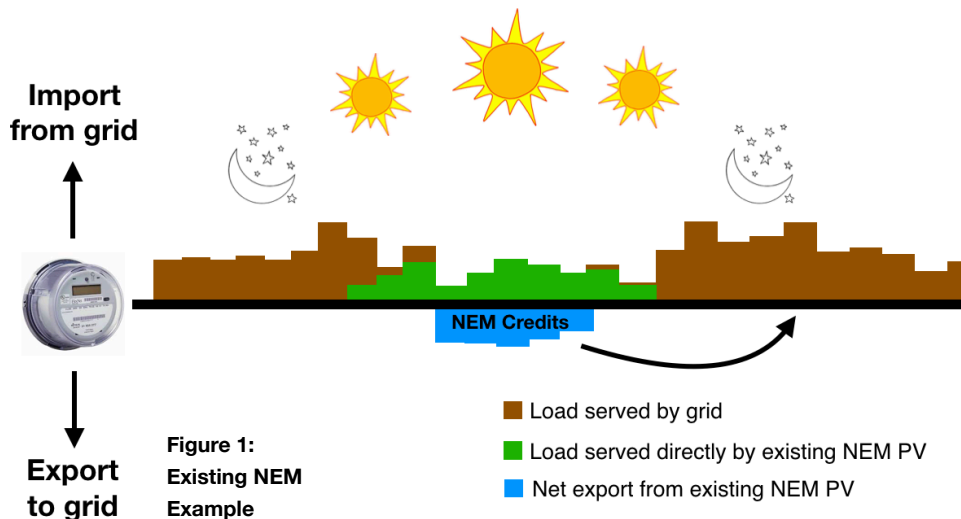 Import
from grid
NEM Credits
Load served by grid
Load served directly by existing NEM PV
Net export from existing NEM PV
Figure 1:
Existing NEM
Example
Export
to grid